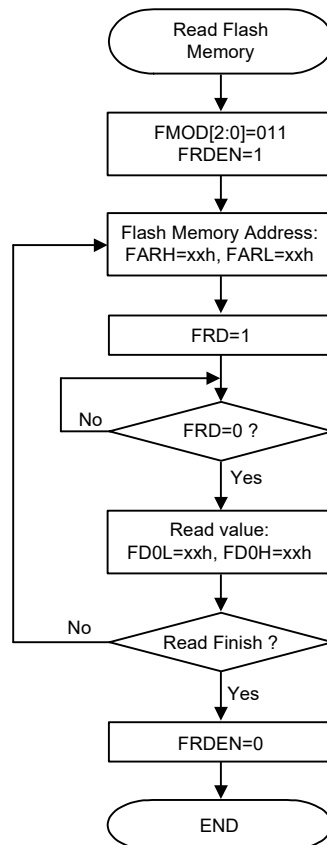 Read Flash
Memory
FMOD[2:0]=011
FRDEN=1
Flash Memory Address:
FARH=xxh, FARL=xxh
FRD=1
No
FRD=0 ?
Yes
Read value:
FD0L=xxh, FD0H=xxh
No
Read Finish ?
Yes
FRDEN=0
END